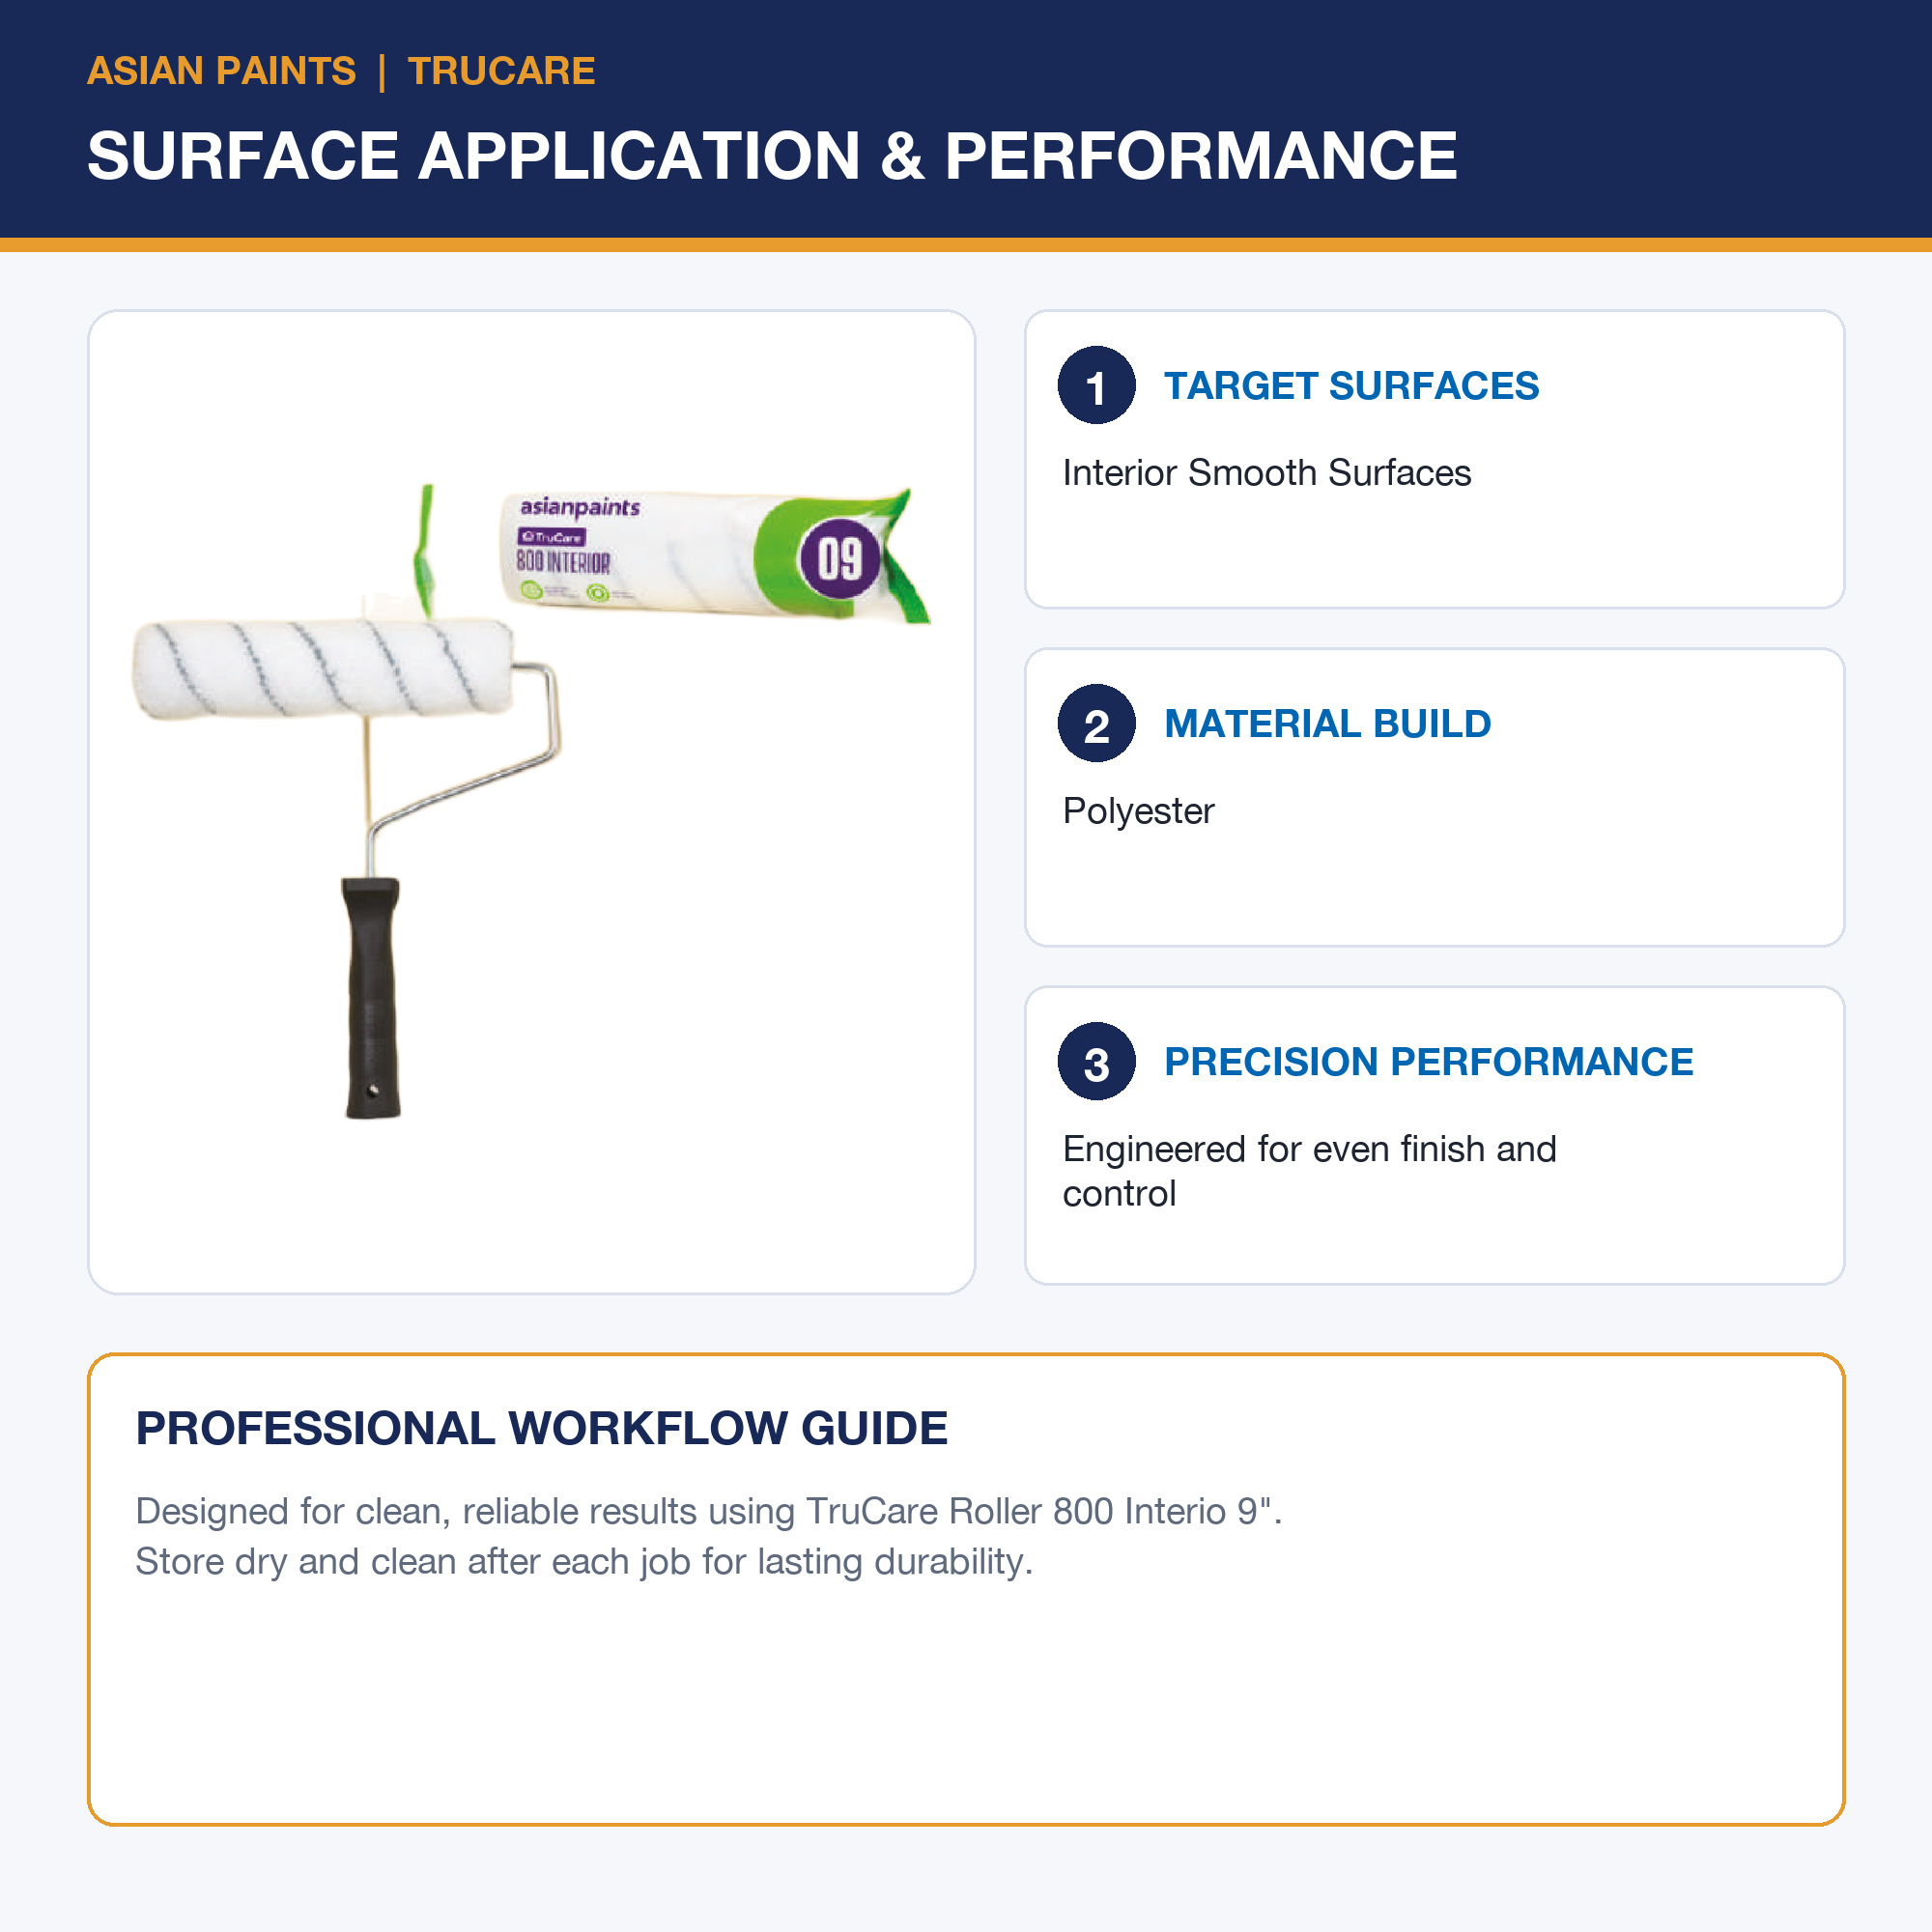 ASIAN PAINTS | TRUCARE
SURFACE APPLICATION & PERFORMANCE
asianpaints
TruCare
800 INTERIOR
09
1 TARGET SURFACES
Interior Smooth Surfaces
2 MATERIAL BUILD
Polyester
3 PRECISION PERFORMANCE
Engineered for even finish and
control
PROFESSIONAL WORKFLOW GUIDE
Designed for clean, reliable results using TruCare Roller 800 Interio 9".
Store dry and clean after each job for lasting durability.